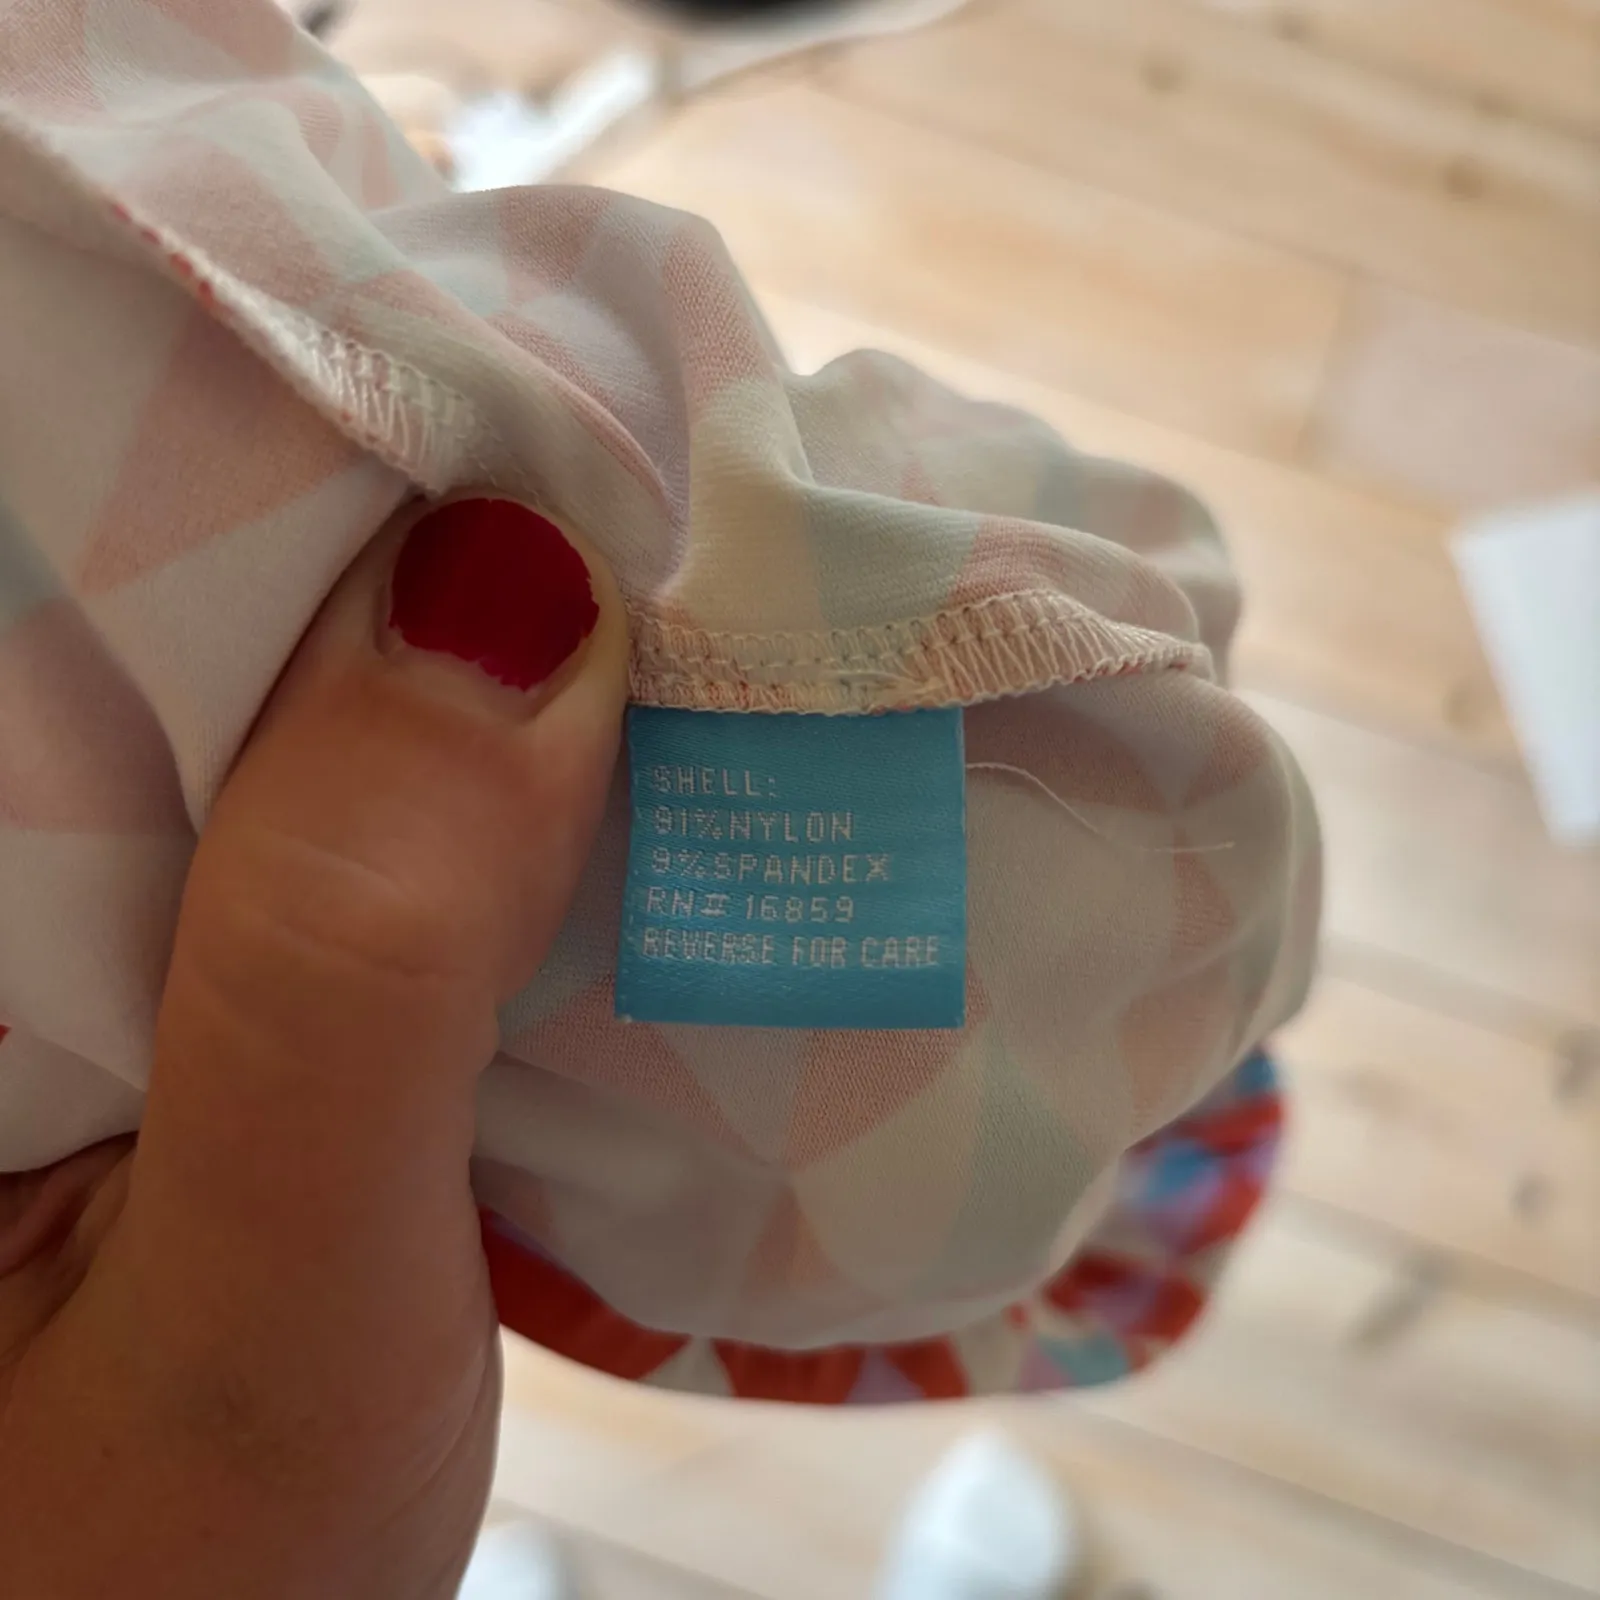 SHELL:
91%NYLON
9%SPANDEX
RN# 16859
REVERSE FOR CARE